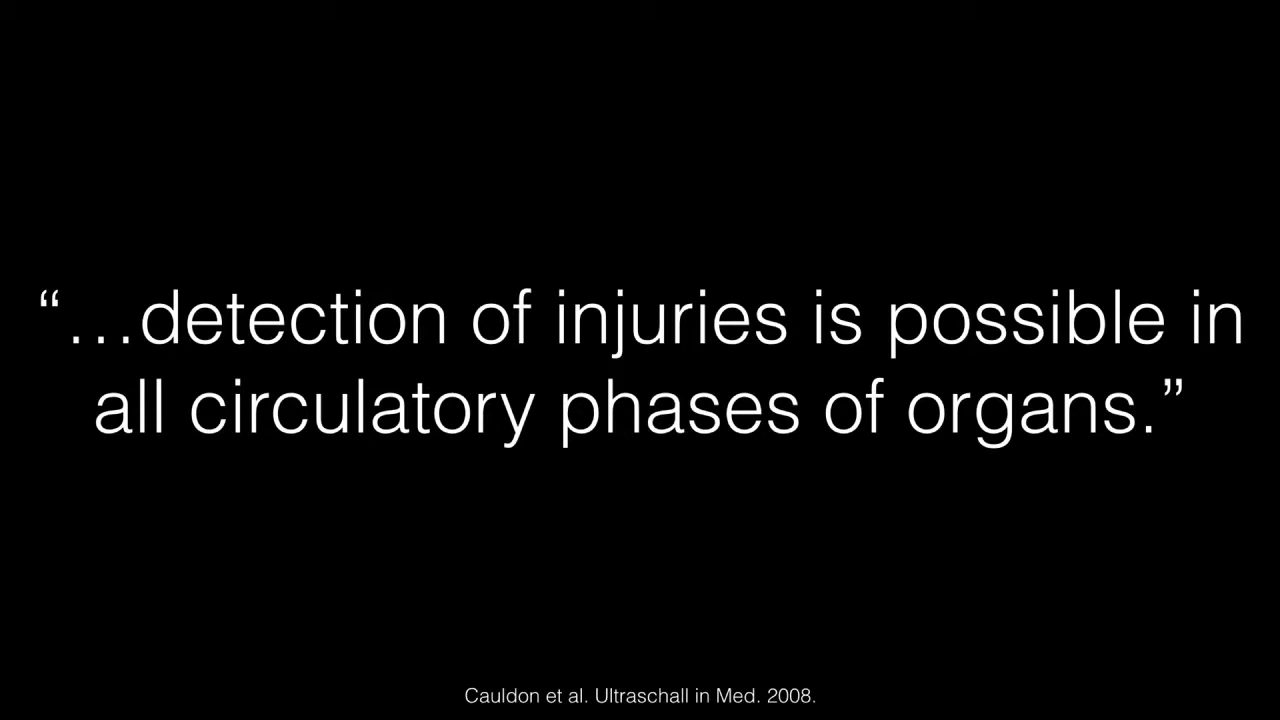 “…detection of injuries is possible in
all circulatory phases of organs.”
Cauldon et al. Ultraschall in Med. 2008.